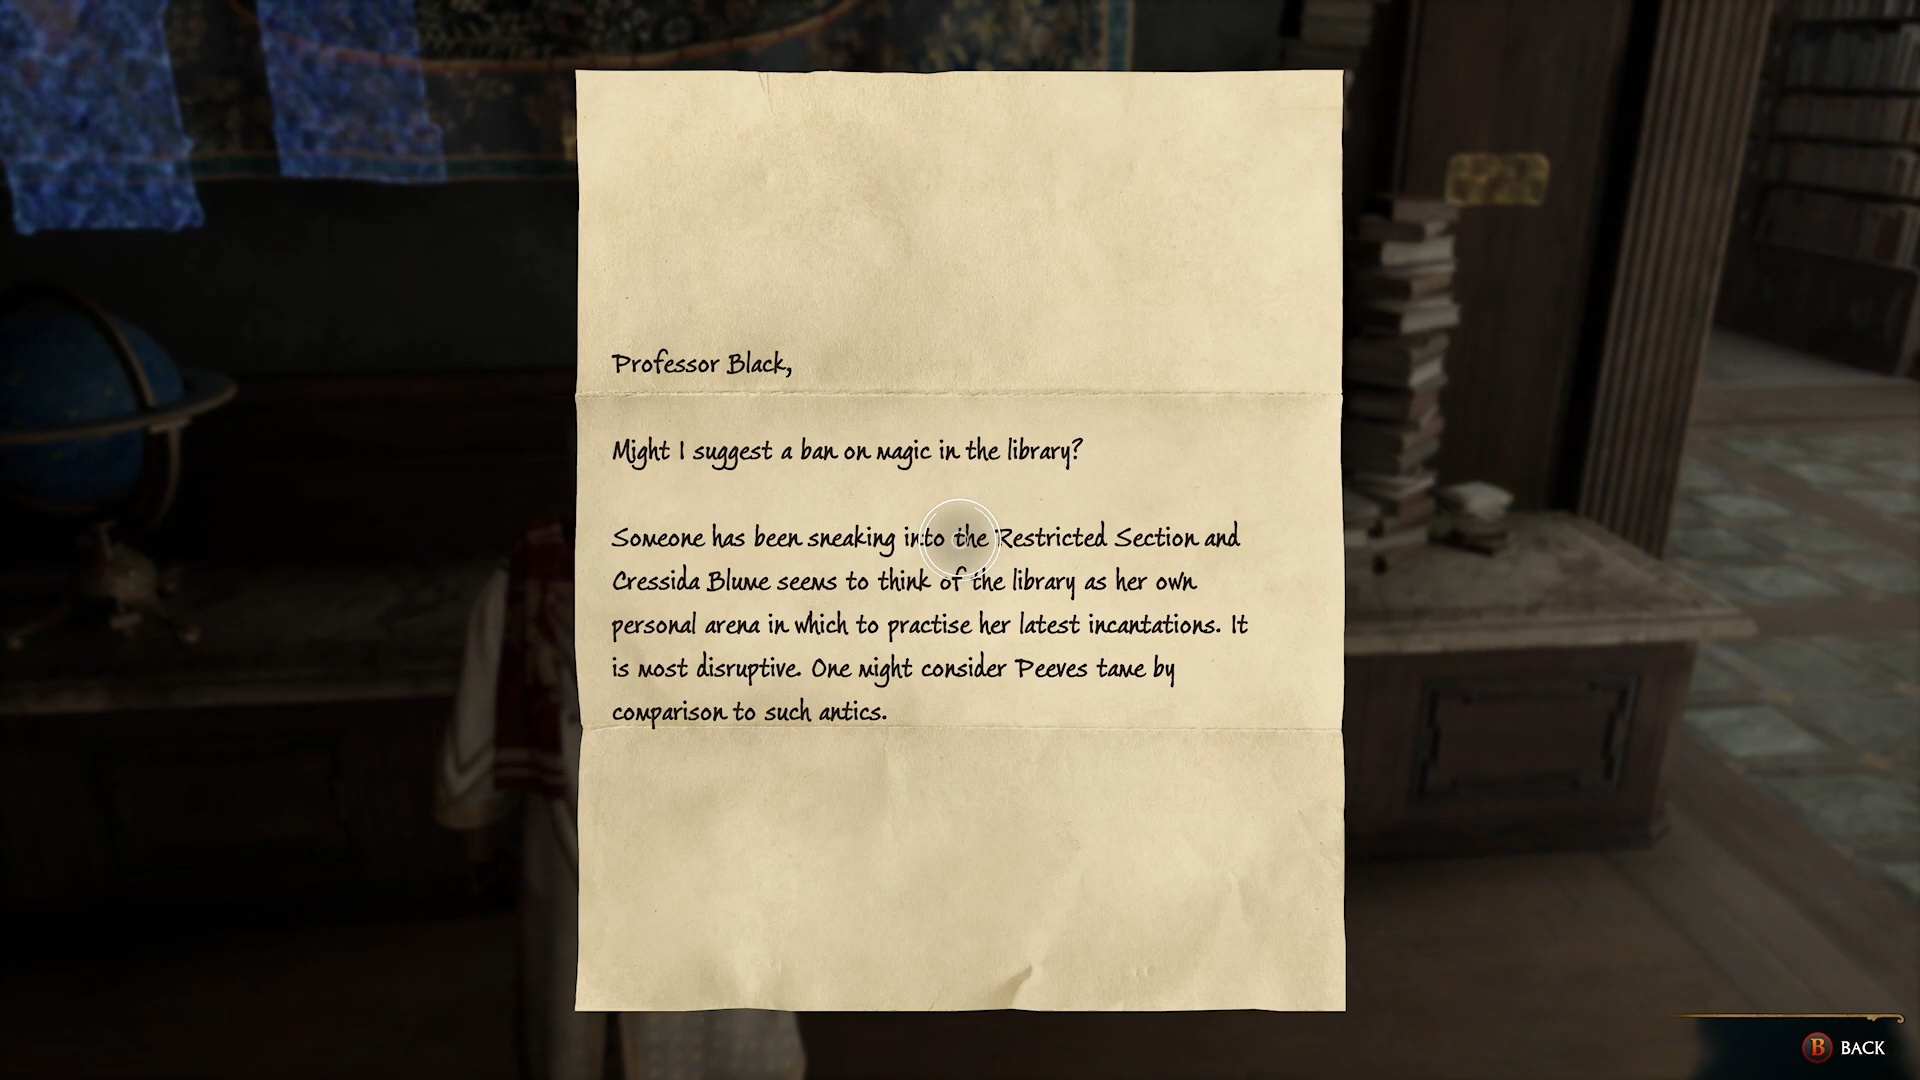 Professor Black,
Might I suggest a ban on magic in the library?
Someone has been sneaking into the Restricted Section and
Cressida Blume seems to think of the library as her own
personal arena in which to practise her latest incantations. It
is most disruptive. One might consider Peeves tame by
comparison to such antics.
B BACK